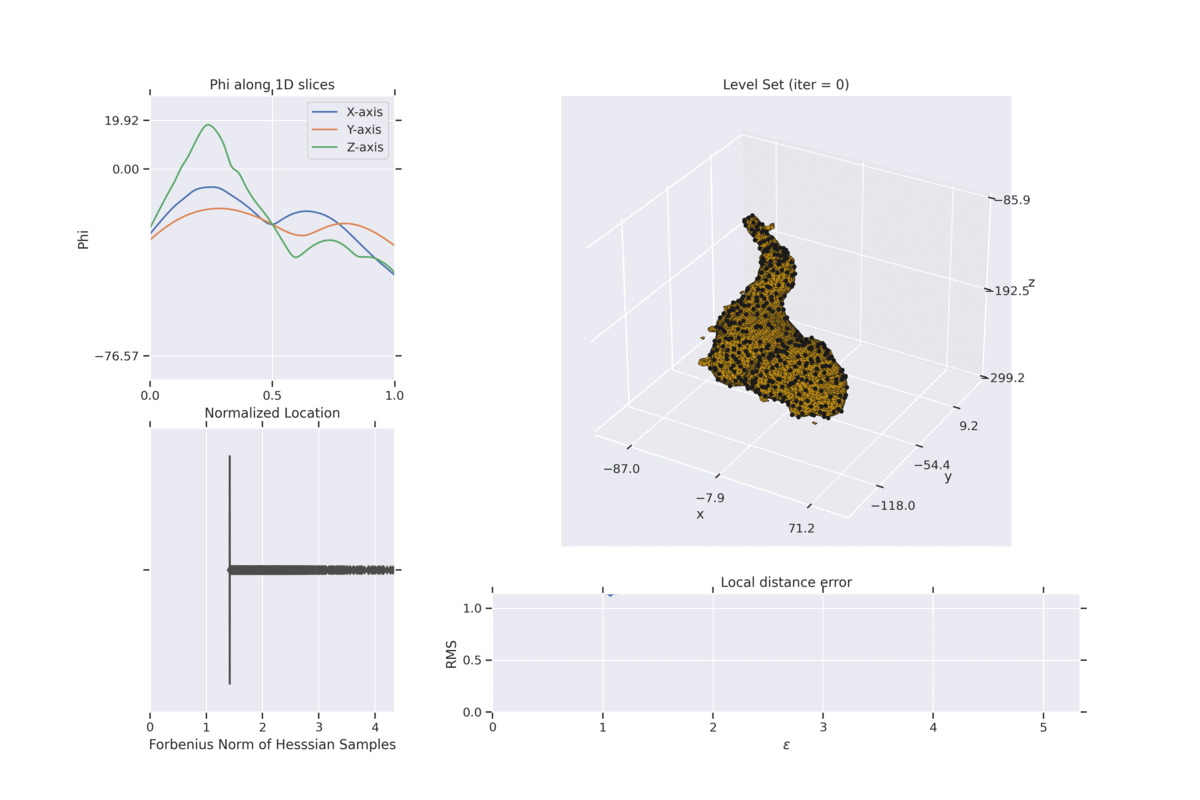 Phi along 1D slices
19.92
0.00
−76.57
Phi
X-axis
Y-axis
Z-axis
0.0
0.5
1.0
Normalized Location
0
1
2
3
4
Forbenius Norm of Hesssian Samples
Level Set (iter = 0)
−85.9
−192.5
−299.2
z
9.2
−54.4
−118.0
y
−87.0
−7.9
71.2
x
Local distance error
1.0
0.5
0.0
RMS
0
1
2
3
4
5
ε